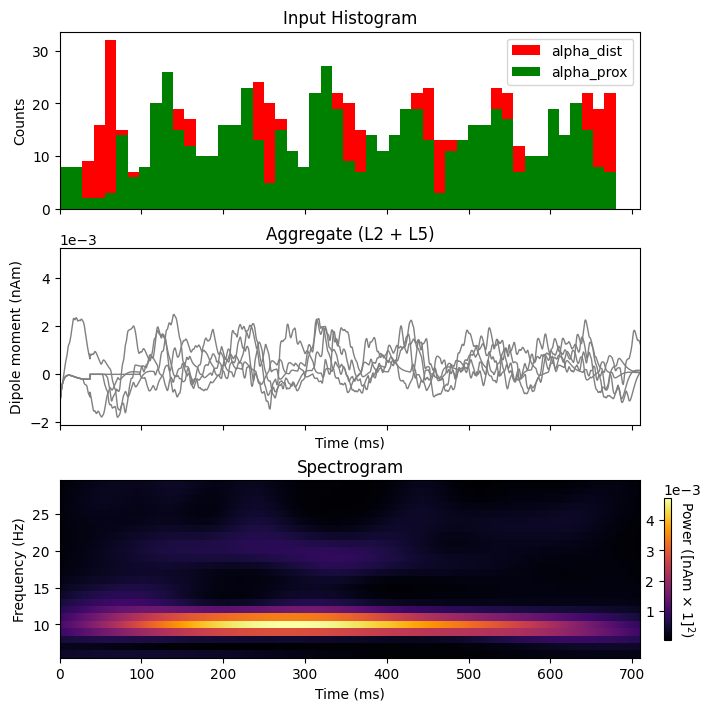 Input Histogram
alpha_dist
alpha_prox
Counts
30
20
10
0
Aggregate (L2 + L5)
1e−3
Dipole moment (nAm)
4
2
0
−2
Time (ms)
Spectrogram
Frequency (Hz)
25
20
15
10
0 100 200 300 400 500 600 700
Time (ms)
1e−3
4
3
2
1
Power ([nAm × 1]²)